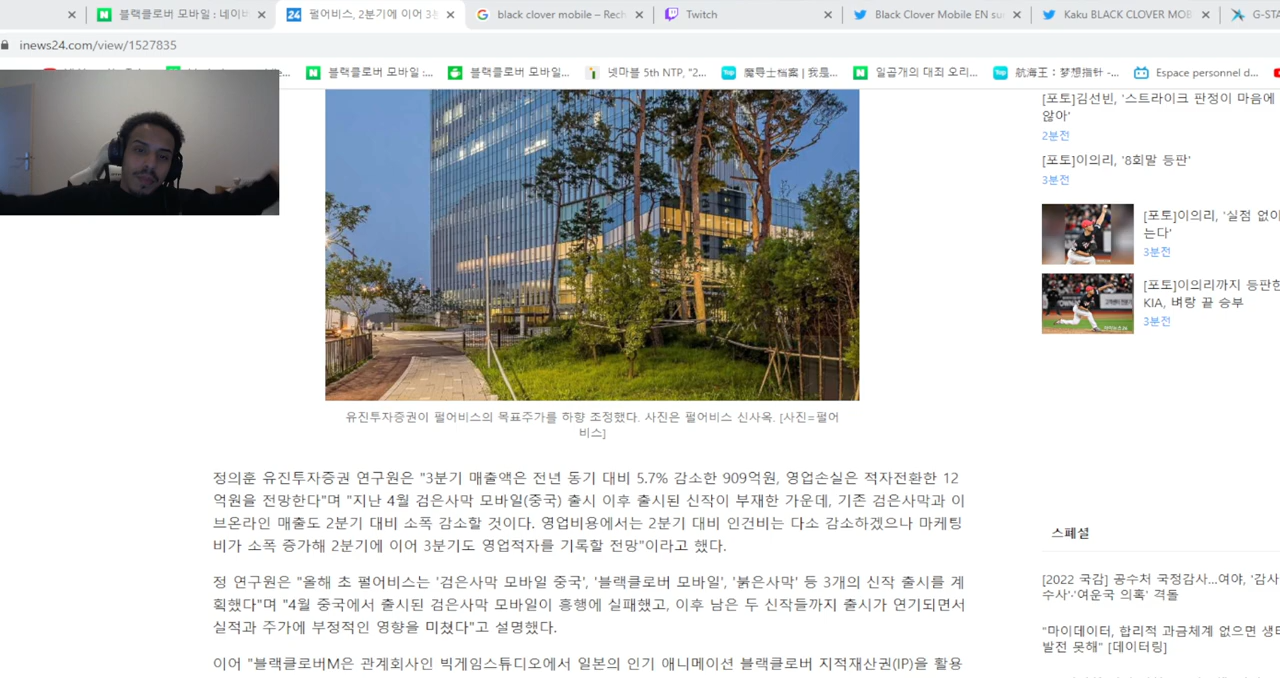 블랙클로버 모바일 : 네이버
펄어비스, 2분기에 이어 3분
black clover mobile – Rech
Twitch
Black Clover Mobile EN su
Kaku BLACK CLOVER MOB
G-STA
inews24.com/view/1527835
블랙클로버 모바일 :...
블랙클로버 모바일...
넷마블 5th NTP, "2...
魔导士档案 | 我是...
일곱개의 대죄 오리...
航海王：梦想指针 -...
Espace personnel d...
[포토]김선빈, '스트라이크 판정이 마음에
않아'
2분전
[포토]이의리, '8회말 등판'
3분전
[포토]이의리, '실점 없이
는다'
3분전
[포토]이의리까지 등판한
KIA, 벼랑 끝 승부
3분전
유진투자증권이 펄어비스의 목표주가를 하향 조정했다. 사진은 펄어비스 신사옥. [사진=펄어
비스]
정의훈 유진투자증권 연구원은 "3분기 매출액은 전년 동기 대비 5.7% 감소한 909억원, 영업손실은 적자전환한 12
억원을 전망한다"며 "지난 4월 검은사막 모바일(중국) 출시 이후 출시된 신작이 부재한 가운데, 기존 검은사막과 이
브온라인 매출도 2분기 대비 소폭 감소할 것이다. 영업비용에서는 2분기 대비 인건비는 다소 감소하겠으나 마케팅
비가 소폭 증가해 2분기에 이어 3분기도 영업적자를 기록할 전망"이라고 했다.
정 연구원은 "올해 초 펄어비스는 '검은사막 모바일 중국', '블랙클로버 모바일', '붉은사막' 등 3개의 신작 출시를 계
획했다"며 "4월 중국에서 출시된 검은사막 모바일이 흥행에 실패했고, 이후 남은 두 신작들까지 출시가 연기되면서
실적과 주가에 부정적인 영향을 미쳤다"고 설명했다.
이어 "블랙클로버M은 관계회사인 빅게임스튜디오에서 일본의 인기 애니메이션 블랙클로버 지적재산권(IP)을 활용
스페셜
[2022 국감] 공수처 국정감사…여야, '감사
수사'·'여운국 의혹' 격돌
"마이데이터, 합리적 과금체계 없으면 생태
발전 못해" [데이터링]